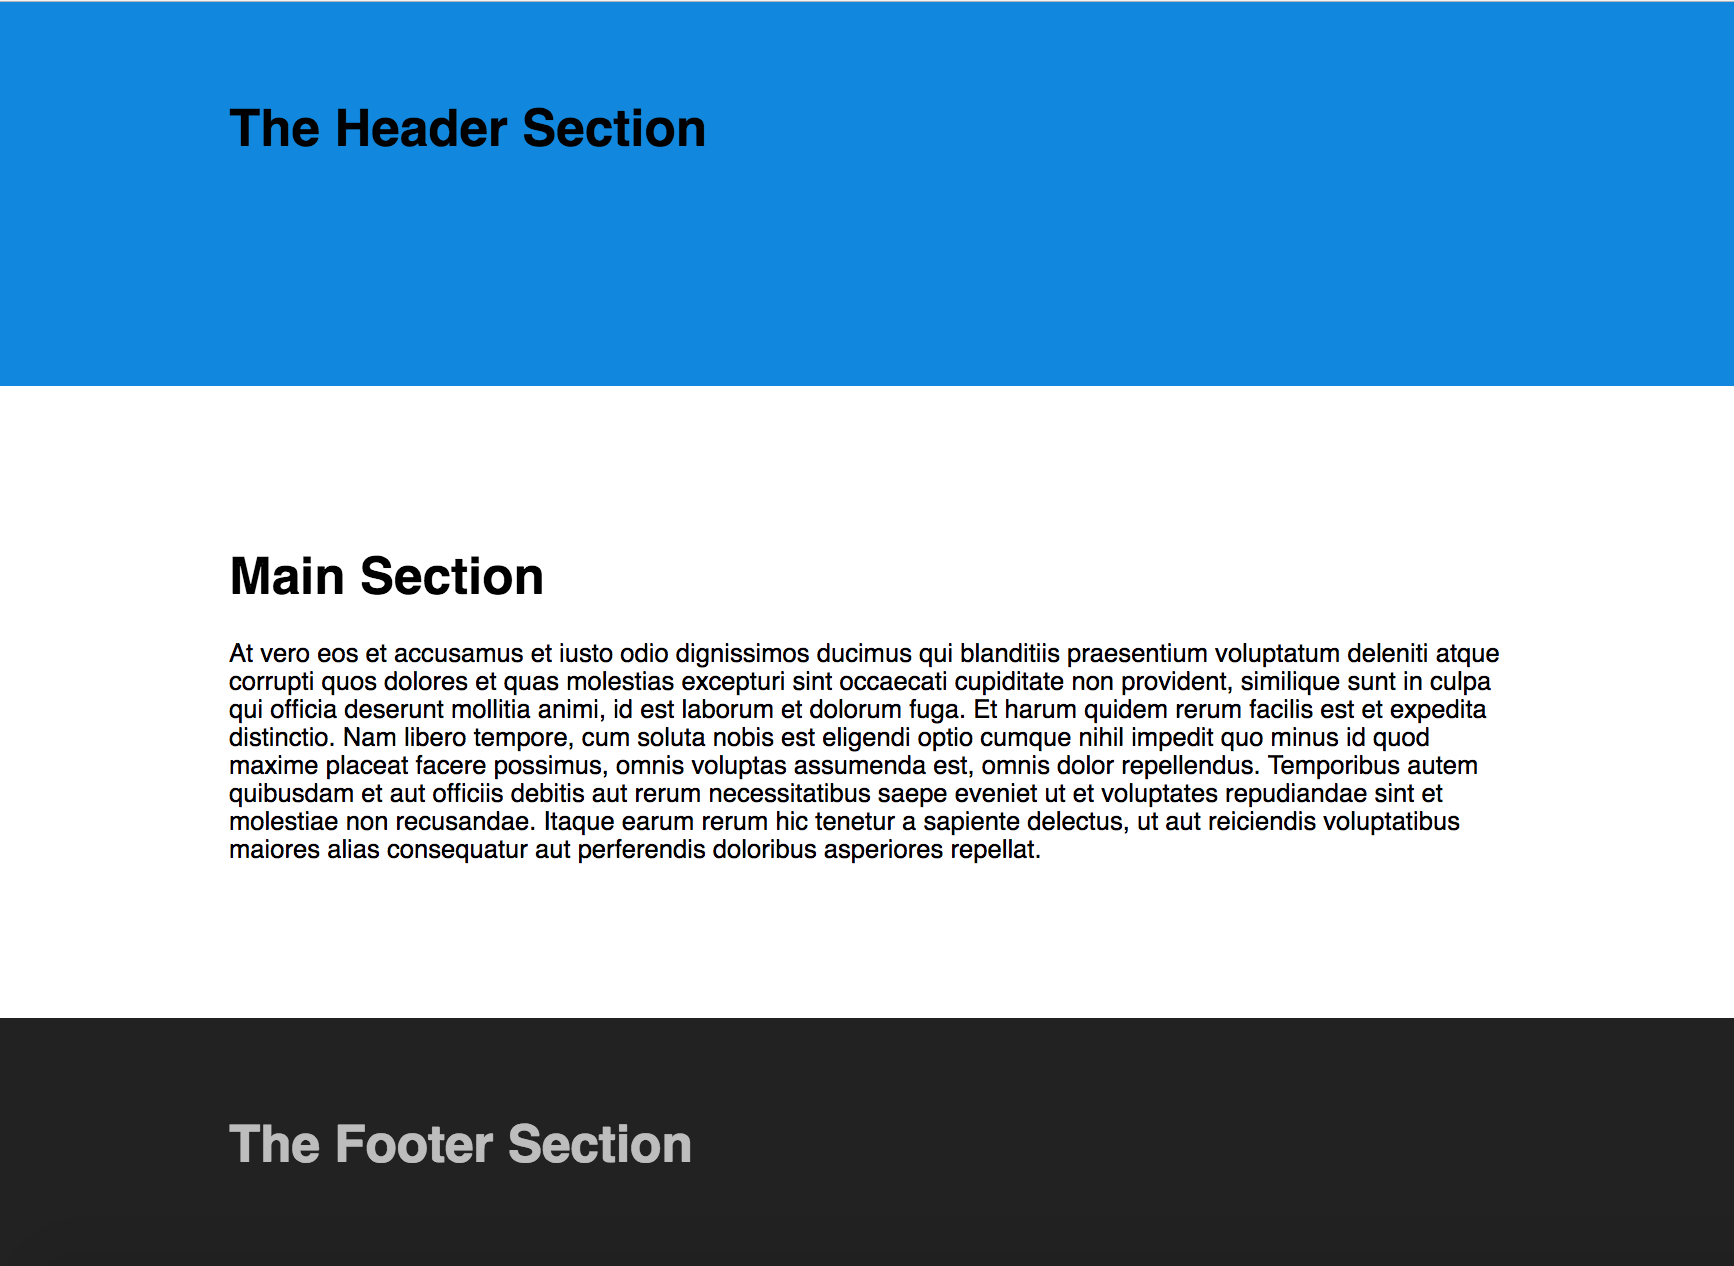 The Header Section
Main Section
At vero eos et accusamus et iusto odio dignissimos ducimus qui blanditiis praesentium voluptatum deleniti atque
corrupti quos dolores et quas molestias excepturi sint occaecati cupiditate non provident, similique sunt in culpa
qui officia deserunt mollitia animi, id est laborum et dolorum fuga. Et harum quidem rerum facilis est et expedita
distinctio. Nam libero tempore, cum soluta nobis est eligendi optio cumque nihil impedit quo minus id quod
maxime placeat facere possimus, omnis voluptas assumenda est, omnis dolor repellendus. Temporibus autem
quibusdam et aut officiis debitis aut rerum necessitatibus saepe eveniet ut et voluptates repudiandae sint et
molestiae non recusandae. Itaque earum rerum hic tenetur a sapiente delectus, ut aut reiciendis voluptatibus
maiores alias consequatur aut perferendis doloribus asperiores repellat.
The Footer Section